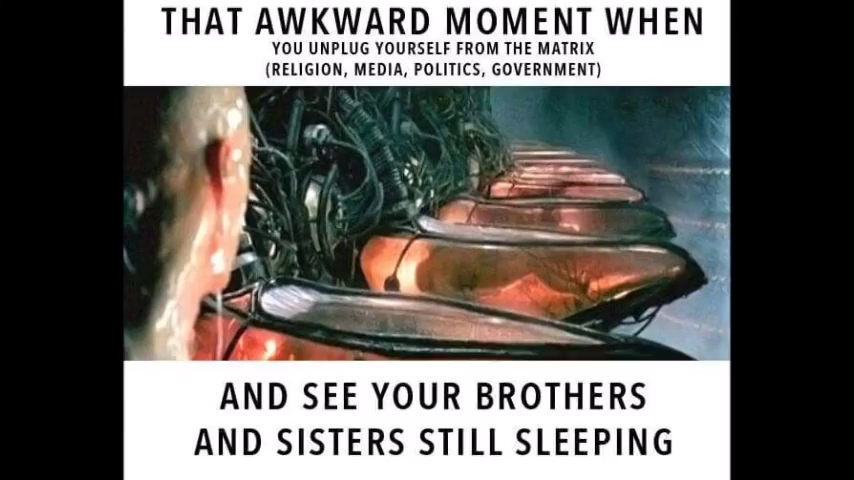 THAT AWKWARD MOMENT WHEN
YOU UNPLUG YOURSELF FROM THE MATRIX
(RELIGION, MEDIA, POLITICS, GOVERNMENT)
AND SEE YOUR BROTHERS
AND SISTERS STILL SLEEPING